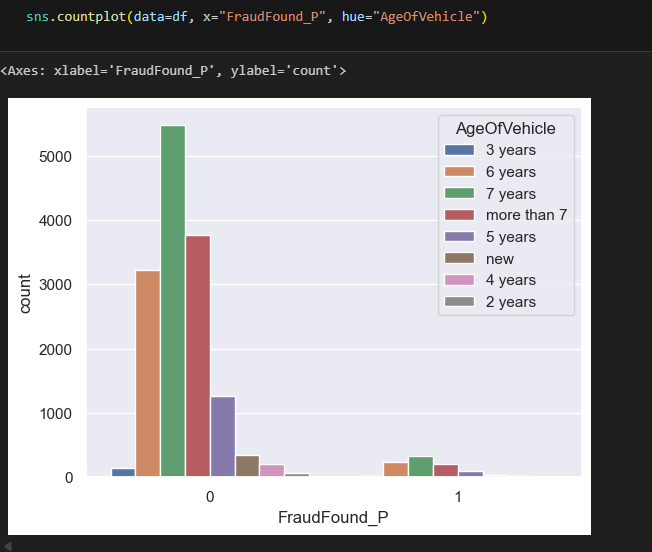 sns.countplot(data=df, x="FraudFound_P", hue="AgeOfVehicle")
<Axes: xlabel='FraudFound_P', ylabel='count'>
AgeOfVehicle
3 years
6 years
7 years
more than 7
5 years
new
4 years
2 years
5000
4000
3000
2000
1000
0
count
0
1
FraudFound_P